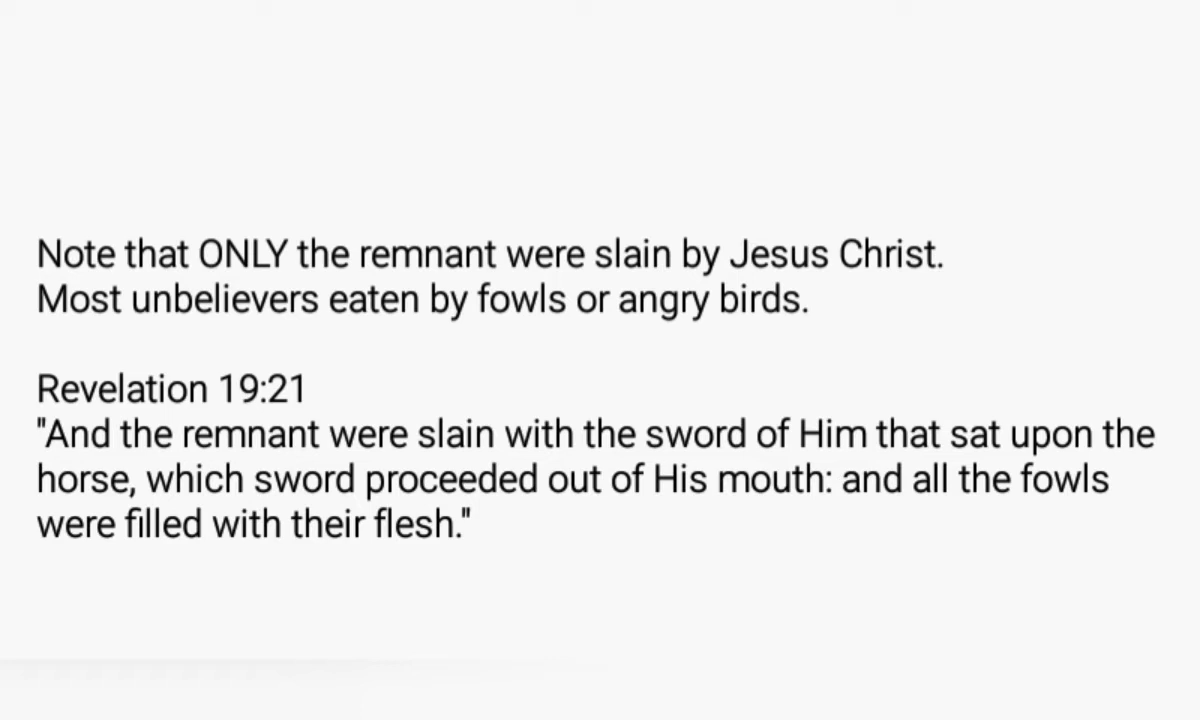 Note that ONLY the remnant were slain by Jesus Christ.
Most unbelievers eaten by fowls or angry birds.
Revelation 19:21
"And the remnant were slain with the sword of Him that sat upon the
horse, which sword proceeded out of His mouth: and all the fowls
were filled with their flesh."